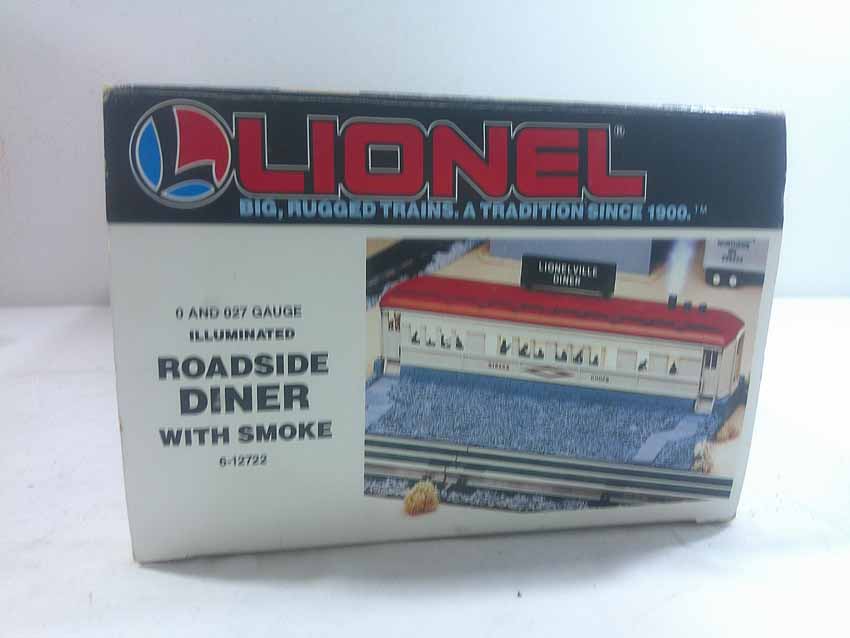 LIONEL®
BIG, RUGGED TRAINS. A TRADITION SINCE 1900.™
0 AND 027 GAUGE
ILLUMINATED
ROADSIDE
DINER
WITH SMOKE
6-12722
LIONELVILLE
DINER